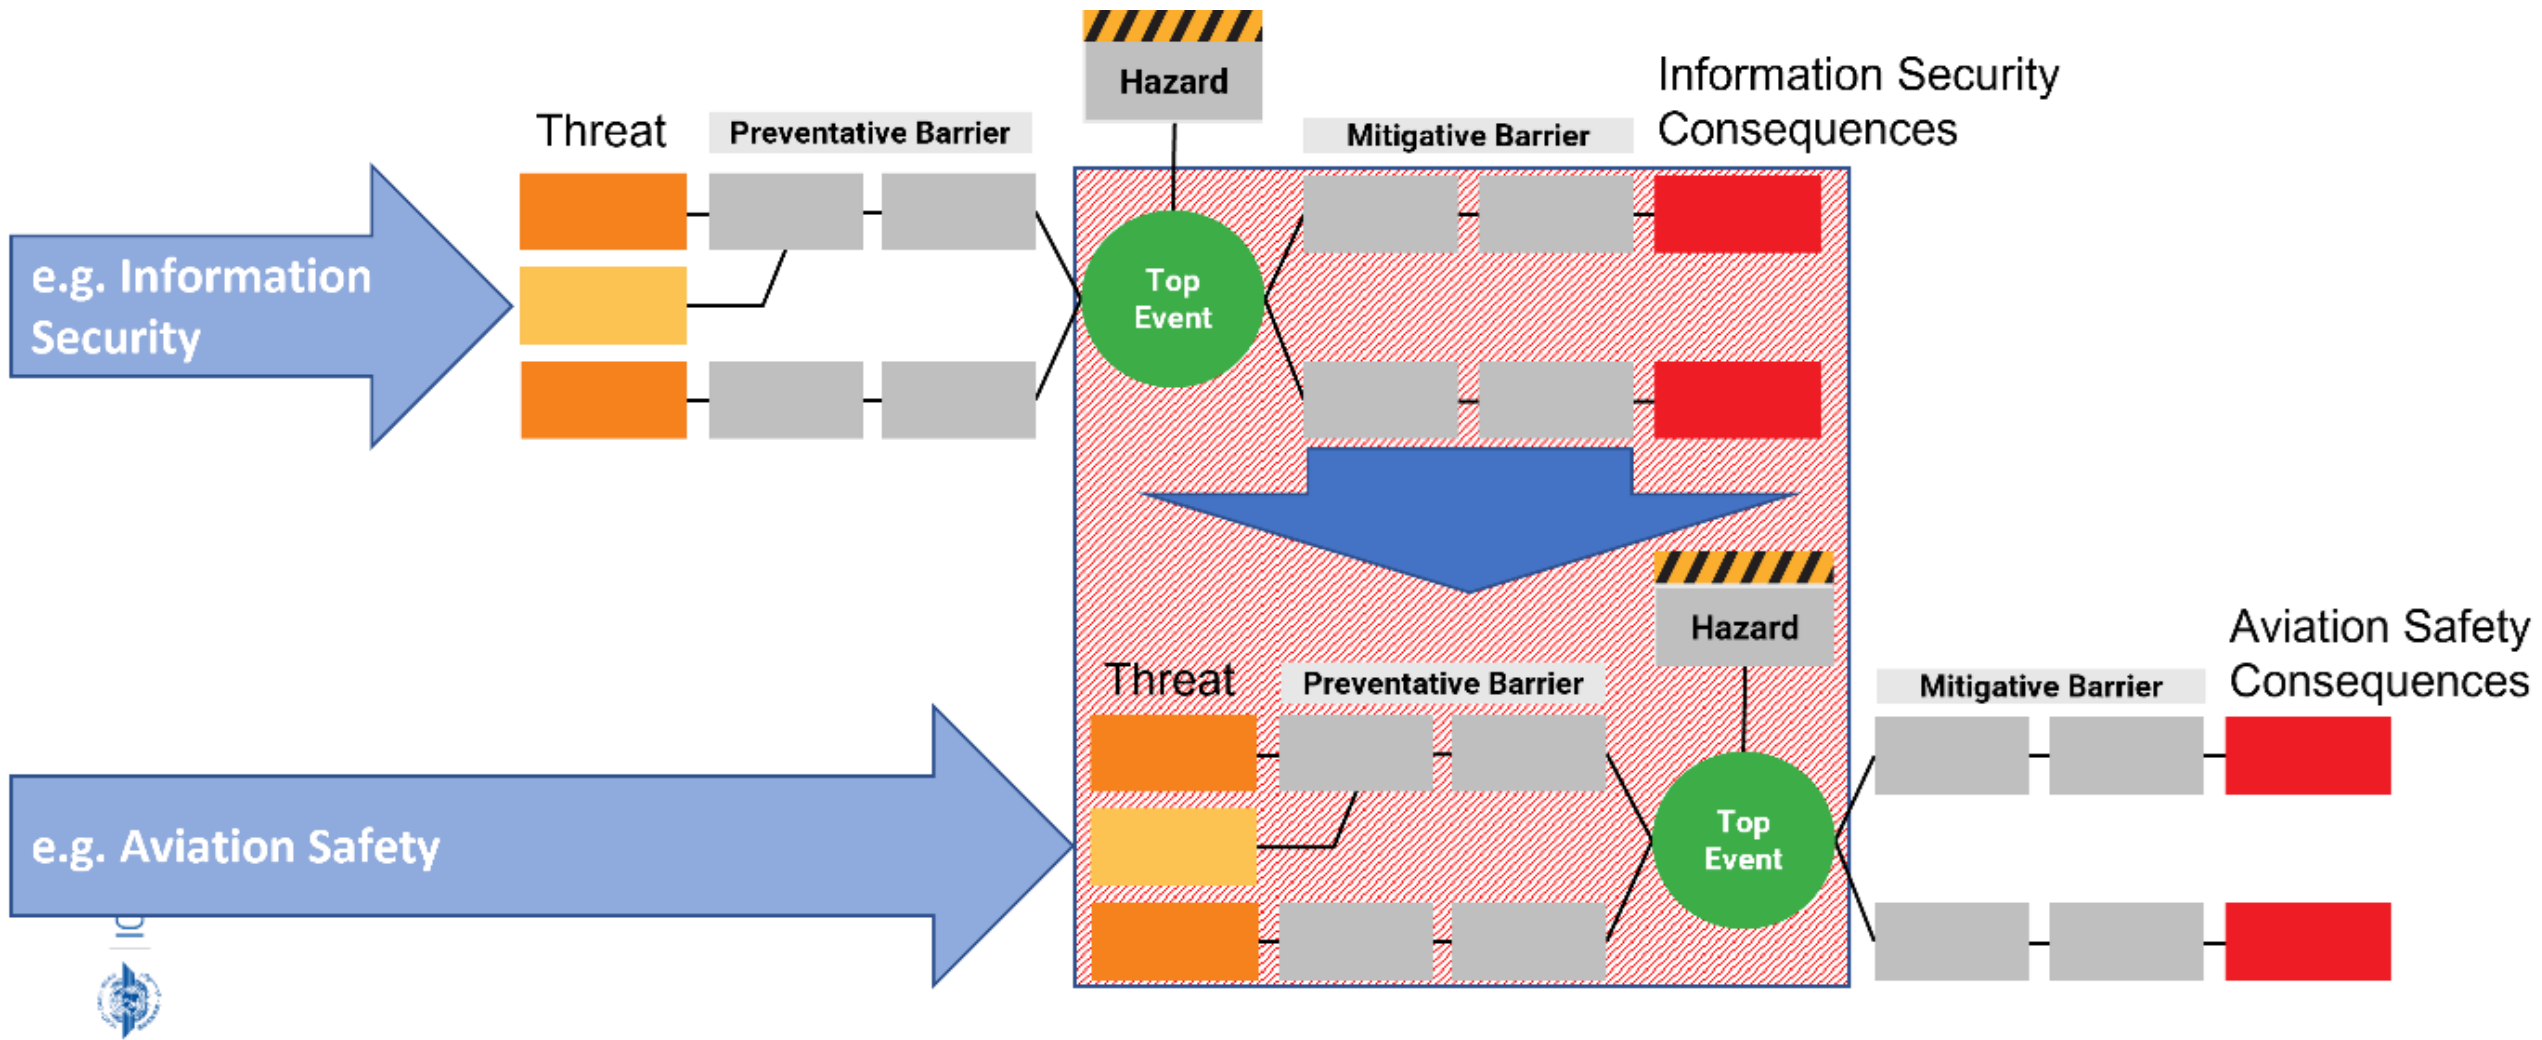 Hazard
Information Security
Consequences
Threat
Preventative Barrier
Mitigative Barrier
e.g. Information
Security
Top
Event
Hazard
Aviation Safety
Consequences
Threat
Preventative Barrier
Mitigative Barrier
e.g. Aviation Safety
Top
Event